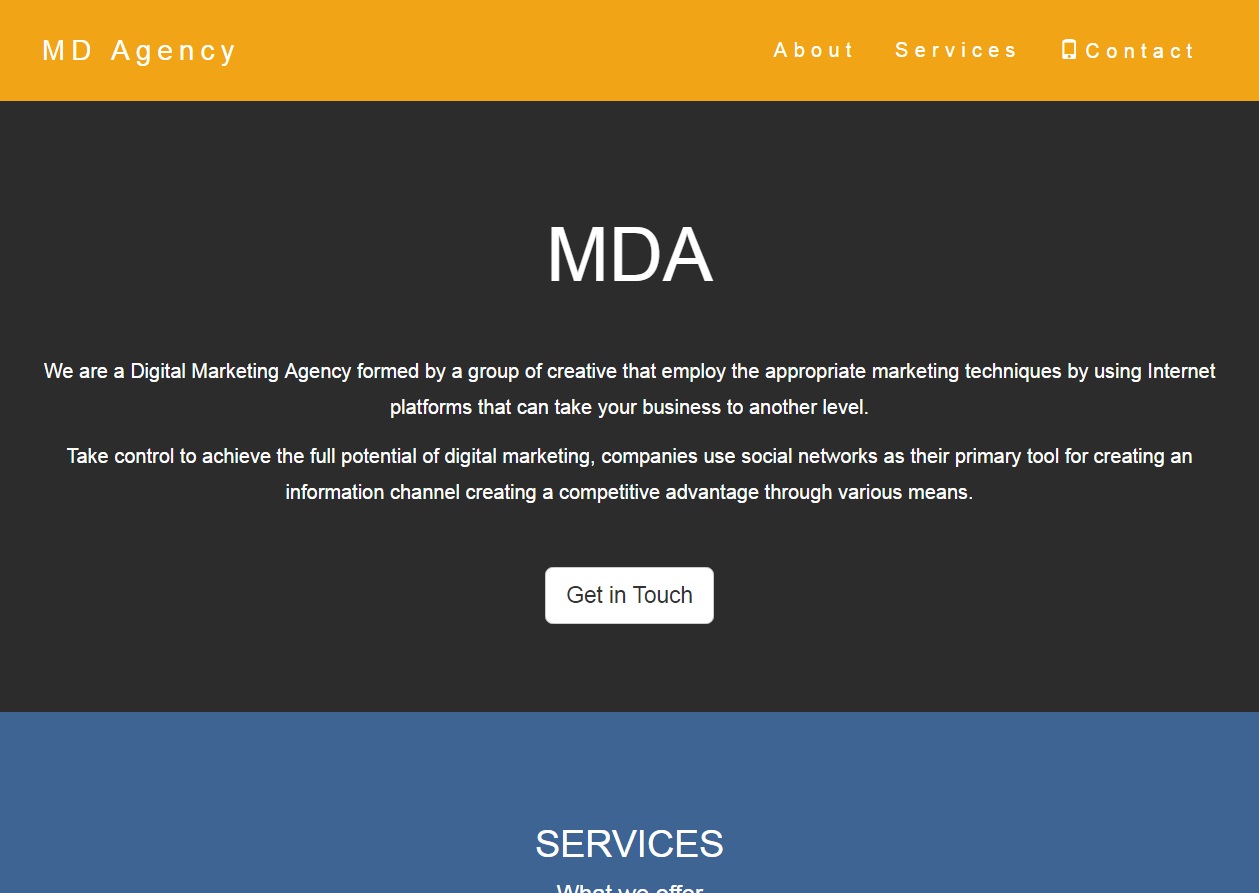 MD Agency
About Services Contact
MDA
We are a Digital Marketing Agency formed by a group of creative that employ the appropriate marketing techniques by using Internet
platforms that can take your business to another level.
Take control to achieve the full potential of digital marketing, companies use social networks as their primary tool for creating an
information channel creating a competitive advantage through various means.
Get in Touch
SERVICES
What we offer